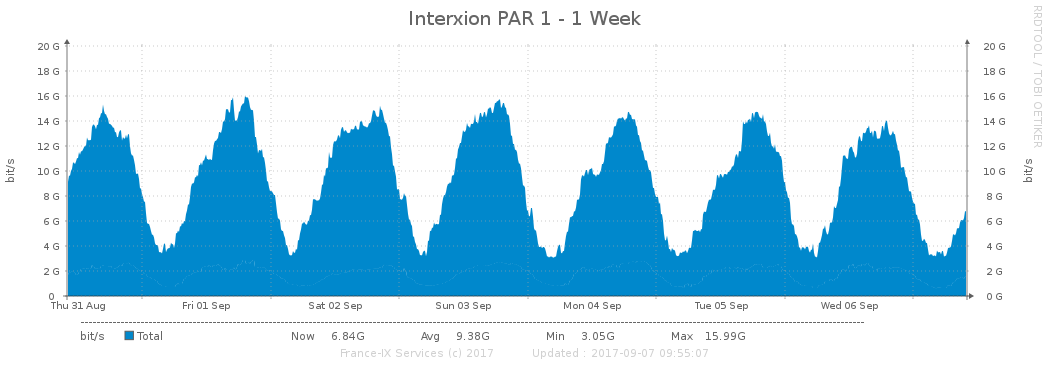 Interxion PAR 1 - 1 Week
RRDTOOL / TOBI OETIKER
20 G 20 G
18 G 18 G
16 G 16 G
14 G 14 G
12 G 12 G
10 G 10 G
8 G 8 G
6 G 6 G
4 G 4 G
2 G 2 G
0 0 G
bit/s bit/s
Thu 31 Aug Fri 01 Sep Sat 02 Sep Sun 03 Sep Mon 04 Sep Tue 05 Sep Wed 06 Sep
bit/s Total Now 6.84G Avg 9.38G Min 3.05G Max 15.99G
France-IX Services (c) 2017 Updated : 2017-09-07 09:55:07